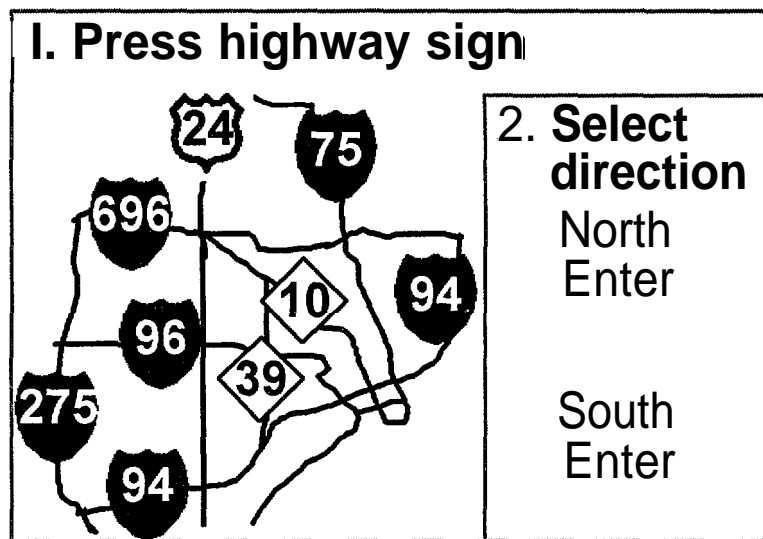 I. Press highway sign
24
75
696
10
94
96
39
275
94
2. Select
direction
North
Enter
South
Enter